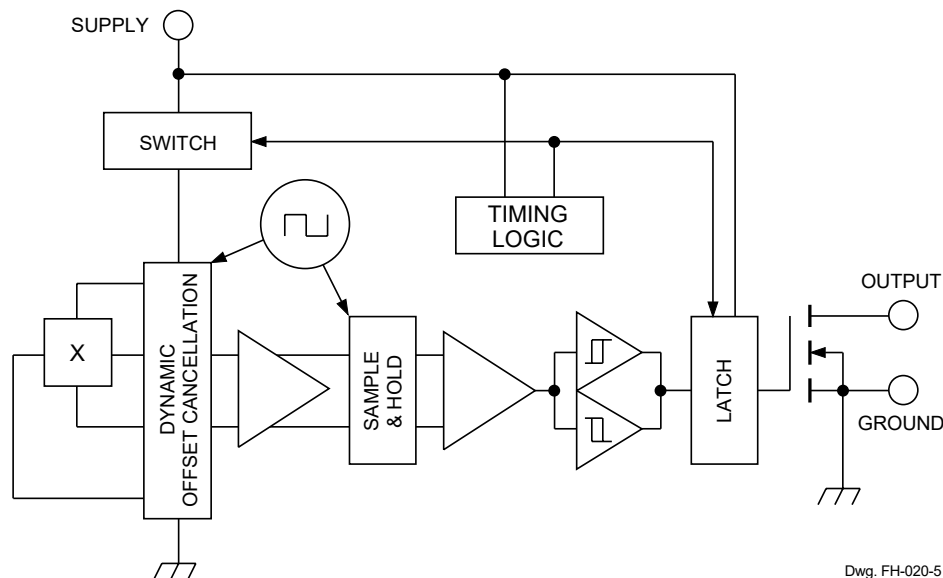 SUPPLY
SWITCH
TIMING
LOGIC
X
DYNAMIC
OFFSET CANCELLATION
SAMPLE
& HOLD
LATCH
OUTPUT
GROUND
Dwg. FH-020-5